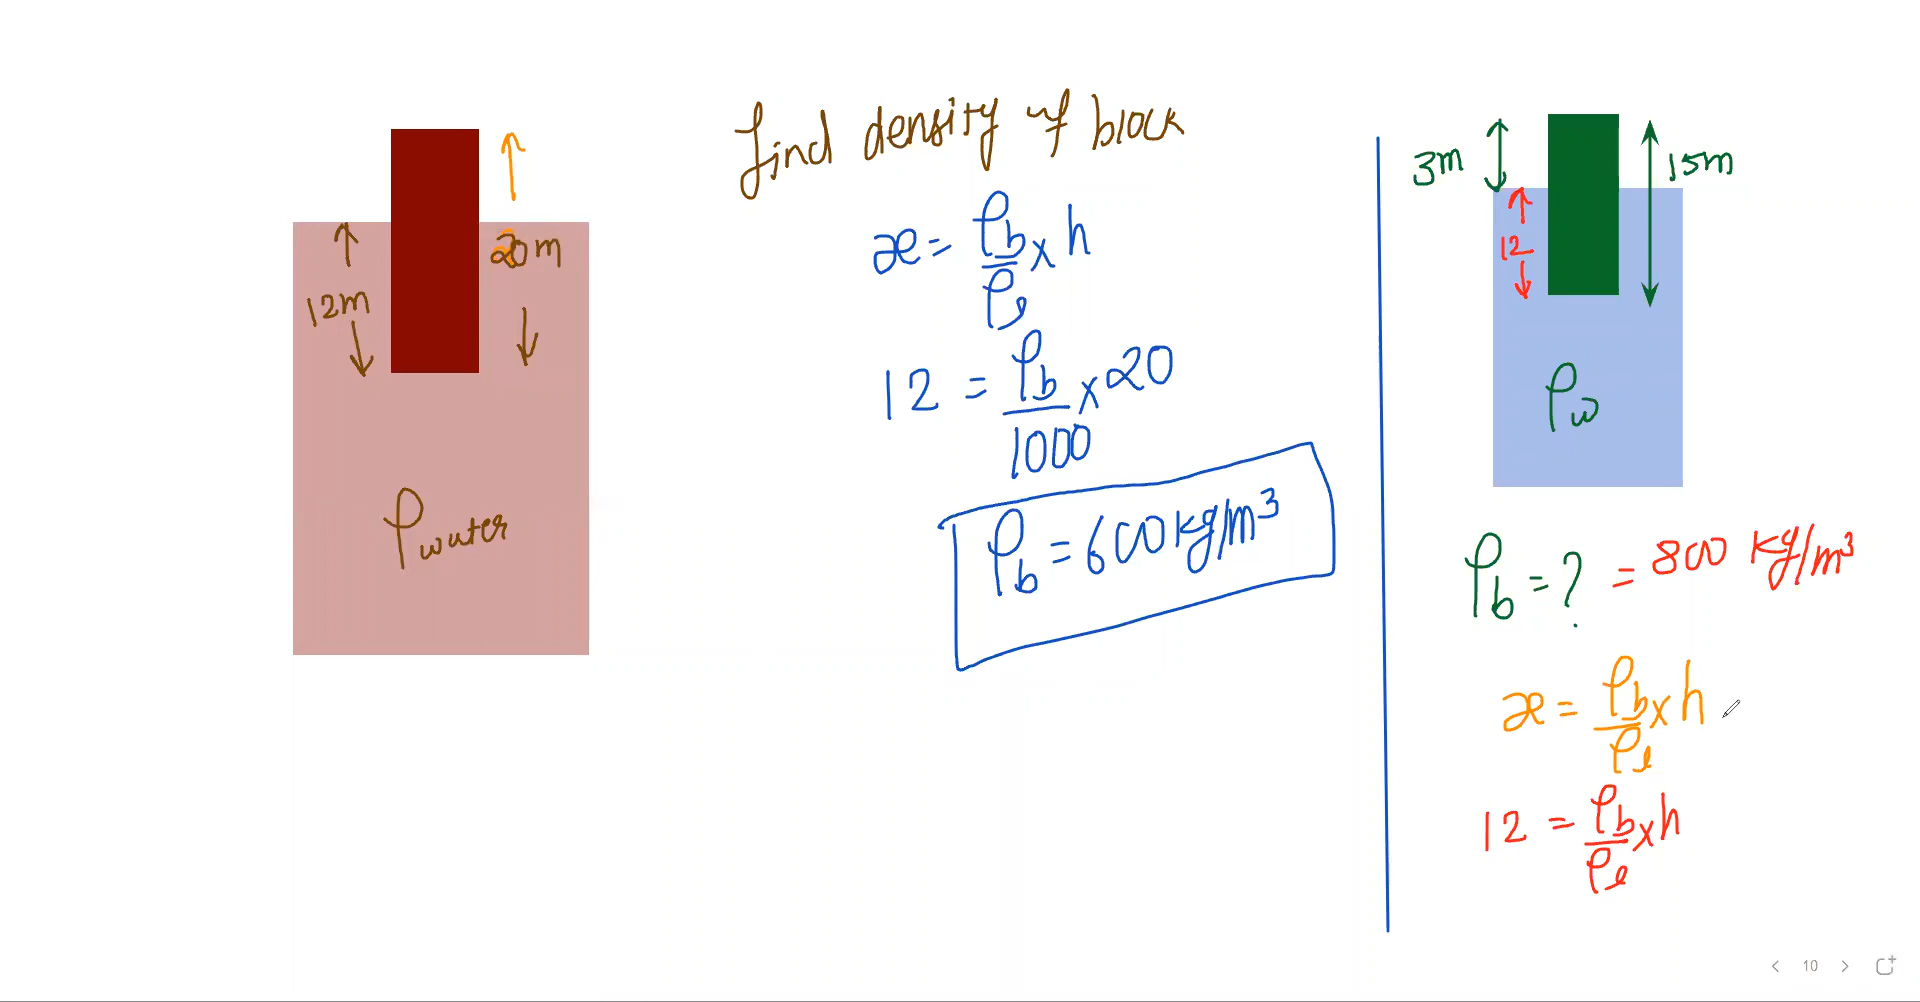 find density of block
x = ρb/ρl x h
12 = ρb/1000 x 20
ρb = 600 kg/m³
12m
20m
ρwater
3m
15m
12
ρw
ρb = ? = 800 kg/m³
x = ρb/ρl x h
12 = ρb/ρl x h
10